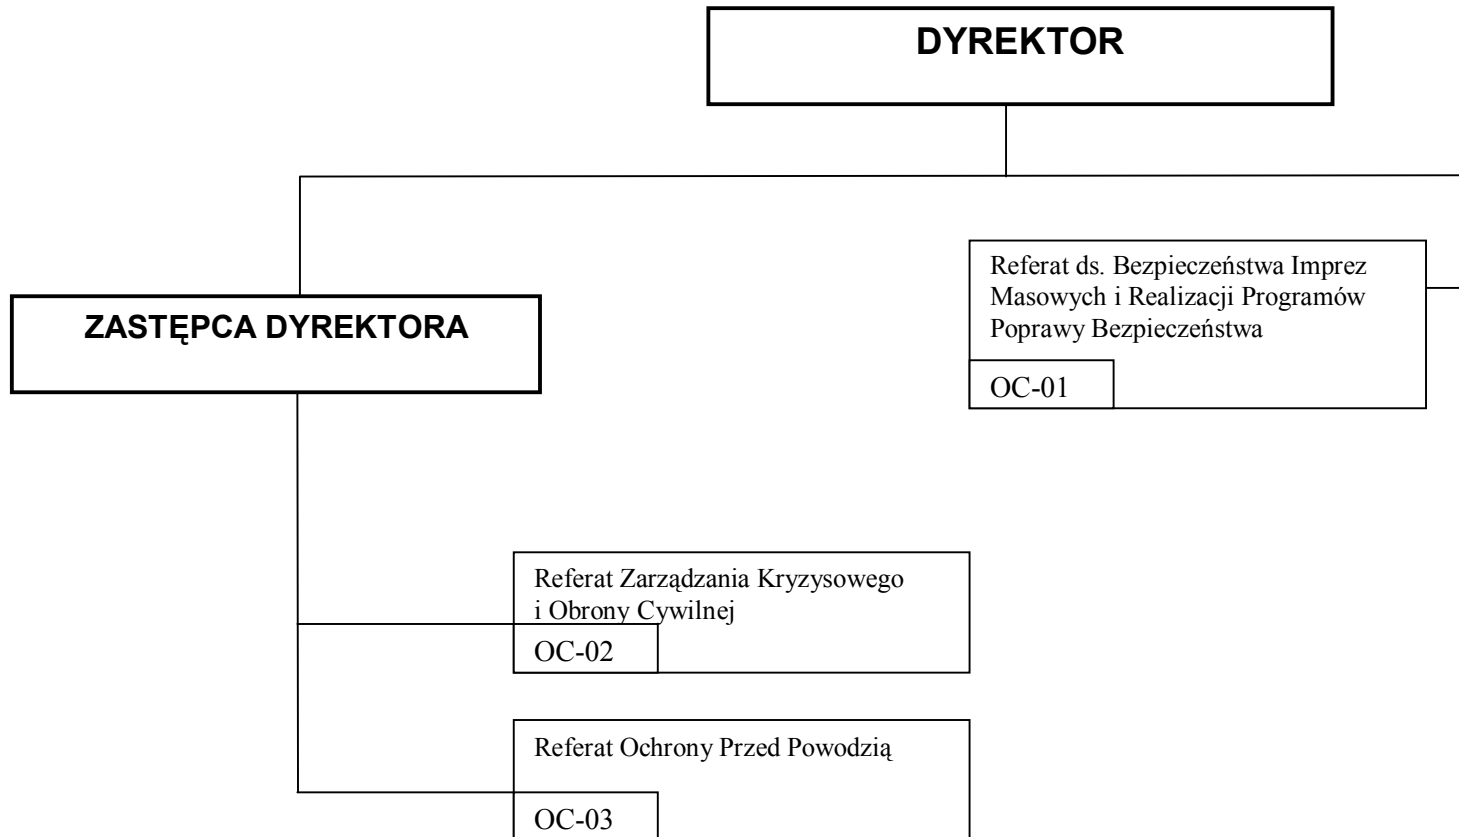 DYREKTOR
Referat ds. Bezpieczeństwa Imprez
Masowych i Realizacji Programów
Poprawy Bezpieczeństwa
OC-01
ZASTĘPCA DYREKTORA
Referat Zarządzania Kryzysowego
i Obrony Cywilnej
OC-02
Referat Ochrony Przed Powodzią
OC-03